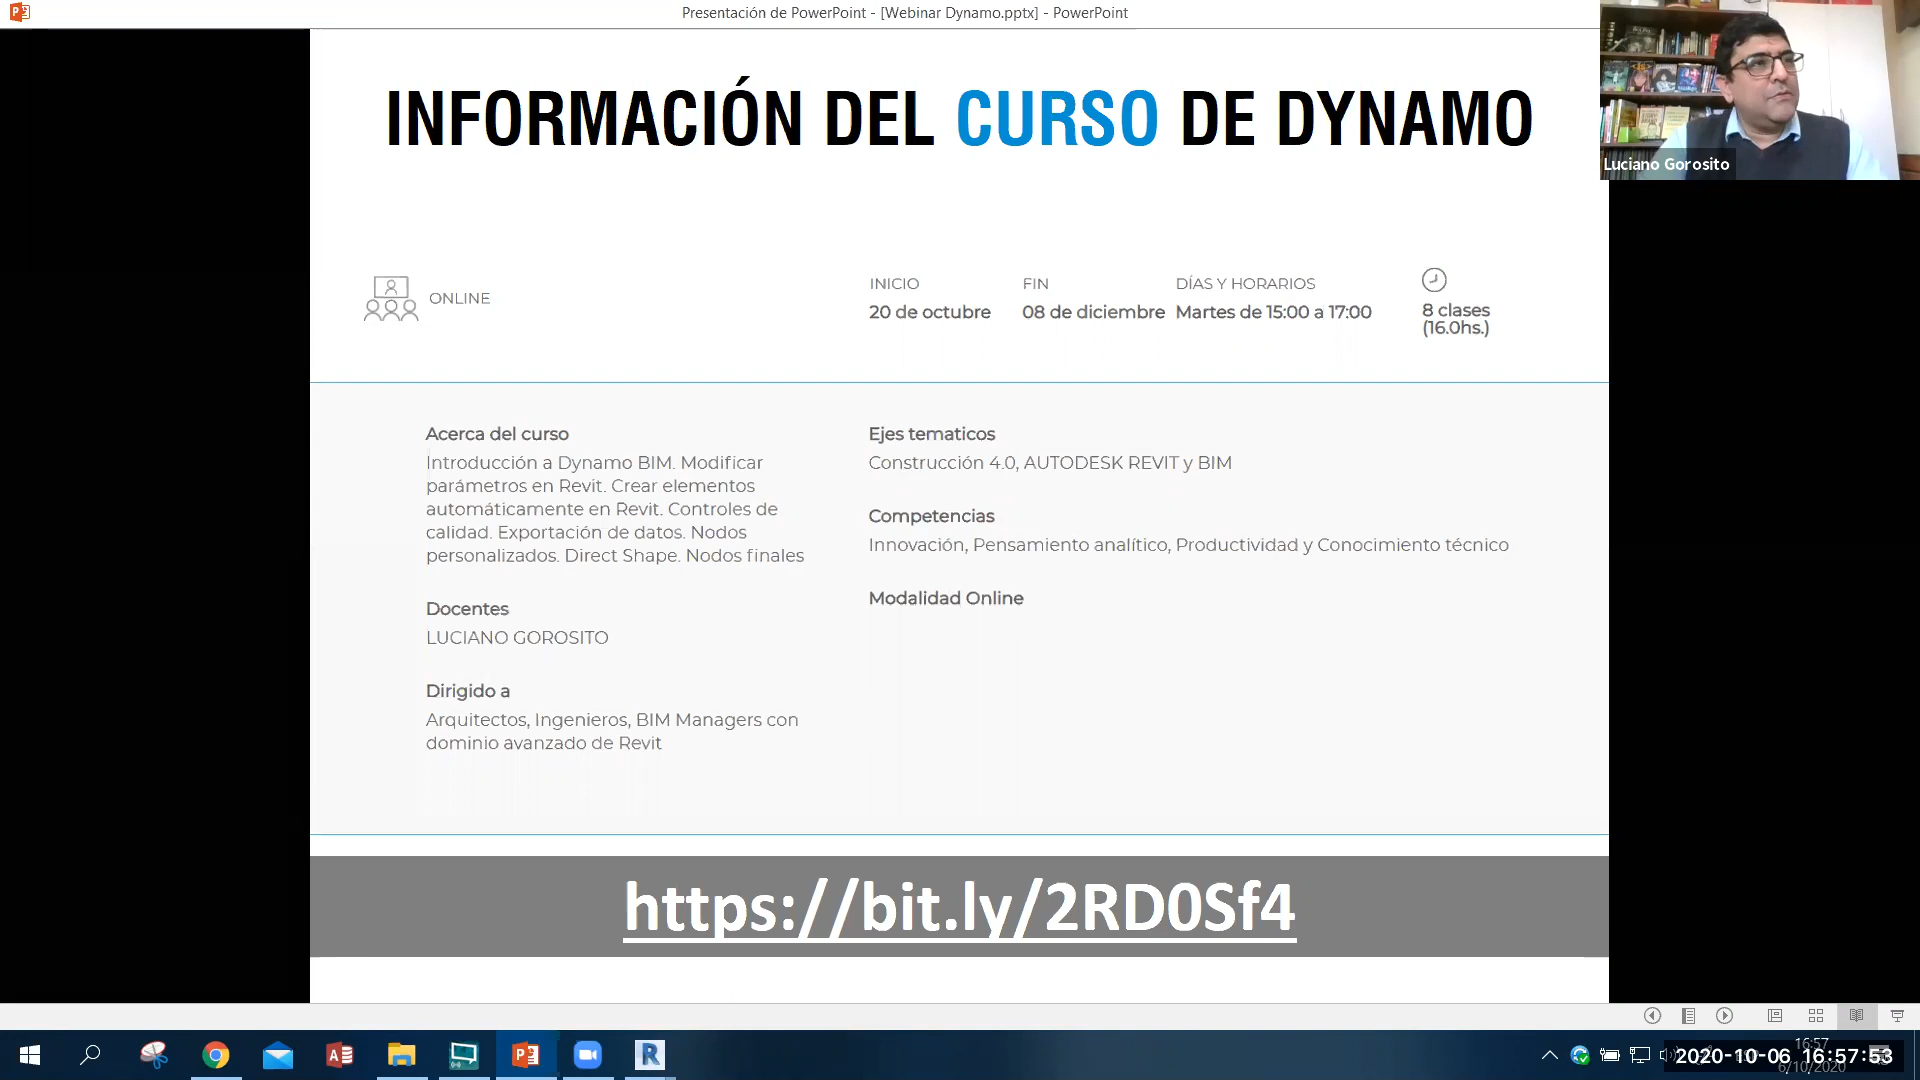 Presentación de PowerPoint - [Webinar Dynamo.pptx] - PowerPoint
INFORMACIÓN DEL CURSO DE DYNAMO
Luciano Gorosito
ONLINE
INICIO
20 de octubre
FIN
08 de diciembre
DÍAS Y HORARIOS
Martes de 15:00 a 17:00
8 clases
(16.0hs.)
Acerca del curso
Introducción a Dynamo BIM. Modificar
parámetros en Revit. Crear elementos
automáticamente en Revit. Controles de
calidad. Exportación de datos. Nodos
personalizados. Direct Shape. Nodos finales
Docentes
LUCIANO GOROSITO
Dirigido a
Arquitectos, Ingenieros, BIM Managers con
dominio avanzado de Revit
Ejes tematicos
Construcción 4.0, AUTODESK REVIT y BIM
Competencias
Innovación, Pensamiento analítico, Productividad y Conocimiento técnico
Modalidad Online
https://bit.ly/2RD0Sf4
16:57
2020-10-06 16:57:53
6/10/2020